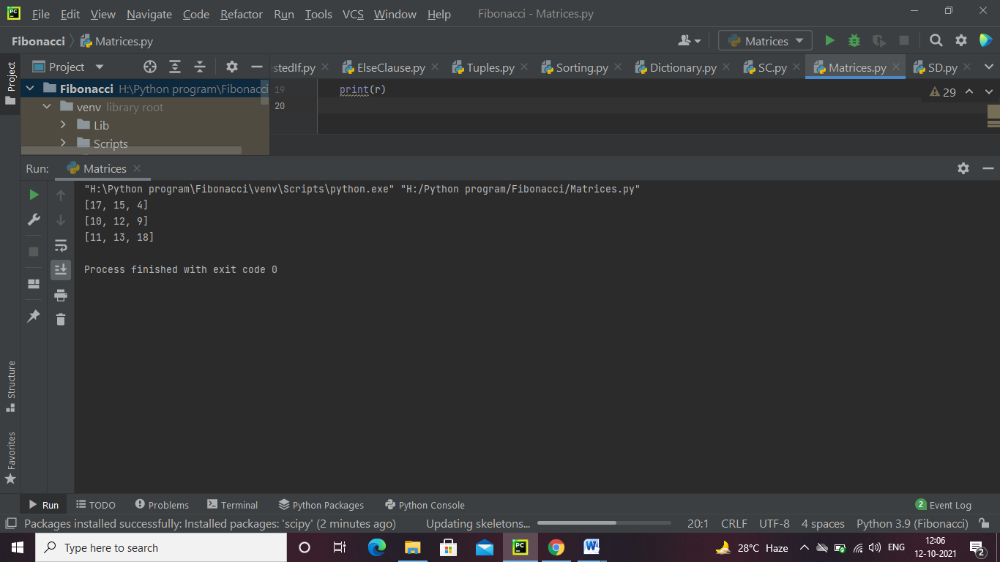 PC File Edit View Navigate Code Refactor Run Tools VCS Window Help Fibonacci - Matrices.py
Fibonacci Matrices.py Matrices
Project stedIf.py ElseClause.py Tuples.py Sorting.py Dictionary.py SC.py Matrices.py SD.py
Project
Fibonacci H:\Python program\Fibonacci
venv library root
Lib
Scripts
19 print(r)
20
29
Run: Matrices
"H:\Python program\Fibonacci\venv\Scripts\python.exe" "H:/Python program/Fibonacci/Matrices.py"
[17, 15, 4]
[10, 12, 9]
[11, 13, 18]
Process finished with exit code 0
Structure
Favorites
Run TODO Problems Terminal Python Packages Python Console 2 Event Log
Packages installed successfully: Installed packages: 'scipy' (2 minutes ago) Updating skeletons... 20:1 CRLF UTF-8 4 spaces Python 3.9 (Fibonacci)
Type here to search PC W 28°C Haze ENG 12:06
12-10-2021 2